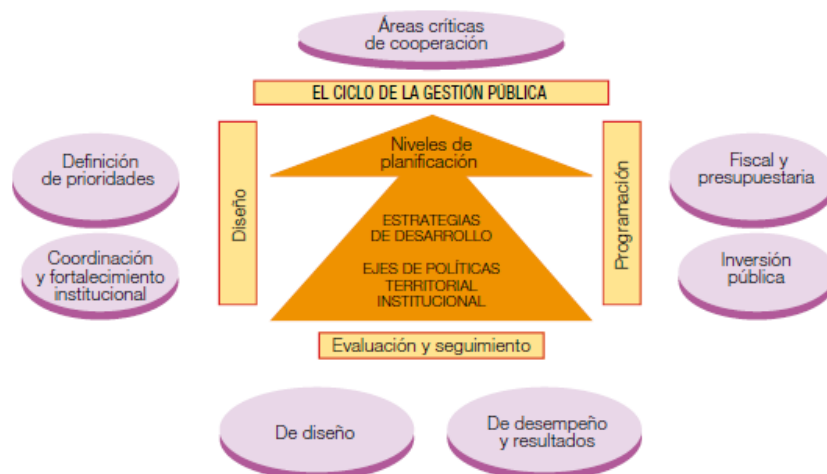 Áreas críticas
de cooperación
EL CICLO DE LA GESTIÓN PÚBLICA
Niveles de
planificación
Definición
de prioridades
Diseño
Programación
Fiscal y
presupuestaria
ESTRATEGIAS
DE DESARROLLO
Coordinación
y fortalecimiento
institucional
EJES DE POLÍTICAS
TERRITORIAL
INSTITUCIONAL
Inversión
pública
Evaluación y seguimiento
De diseño
De desempeño
y resultados